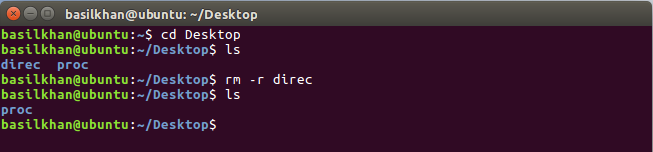 basilkhan@ubuntu: ~/Desktop
basilkhan@ubuntu:~$ cd Desktop
basilkhan@ubuntu:~/Desktop$ ls
direc  proc
basilkhan@ubuntu:~/Desktop$ rm -r direc
basilkhan@ubuntu:~/Desktop$ ls
proc
basilkhan@ubuntu:~/Desktop$